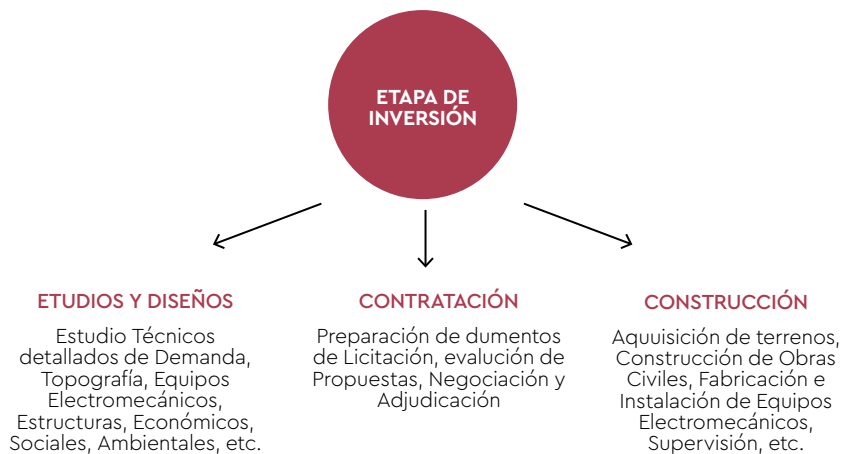 ETAPA DE
INVERSIÓN
ETUDIOS Y DISEÑOS
Estudio Técnicos
detallados de Demanda,
Topografía, Equipos
Electromecánicos,
Estructuras, Económicos,
Sociales, Ambientales, etc.
CONTRATACIÓN
Preparación de dumentos
de Licitación, evalución de
Propuestas, Negociación y
Adjudicación
CONSTRUCCIÓN
Aquuisición de terrenos,
Construcción de Obras
Civiles, Fabricación e
Instalación de Equipos
Electromecánicos,
Supervisión, etc.